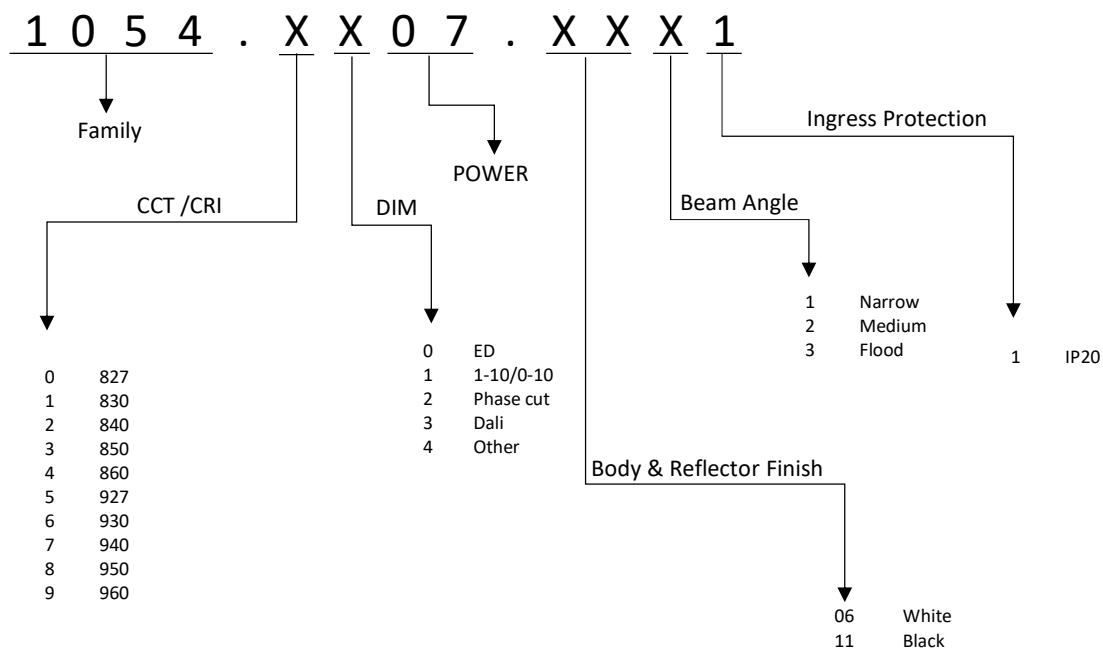 1 0 5 4 . X X 0 7 . X X X 1
Family
POWER
Ingress Protection
CCT /CRI
DIM
Beam Angle
0 827
1 830
2 840
3 850
4 860
5 927
6 930
7 940
8 950
9 960
0 ED
1 1-10/0-10
2 Phase cut
3 Dali
4 Other
1 Narrow
2 Medium
3 Flood
1 IP20
Body & Reflector Finish
06 White
11 Black